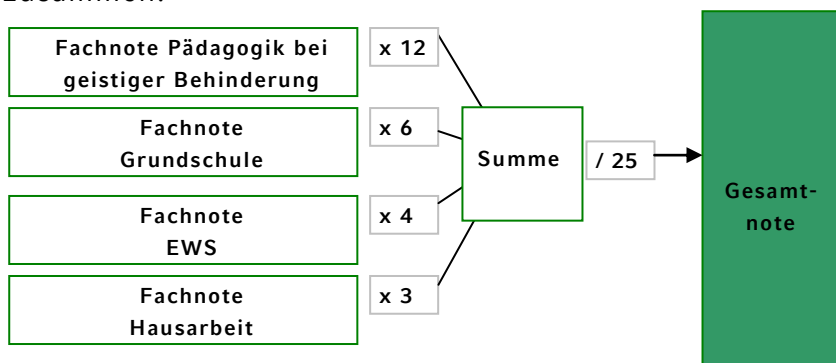 zusammen:
Fachnote Pädagogik bei
geistiger Behinderung
x 12
Fachnote
Grundschule
x 6
Fachnote
EWS
x 4
Fachnote
Hausarbeit
x 3
Summe
/ 25
Gesamt-
note